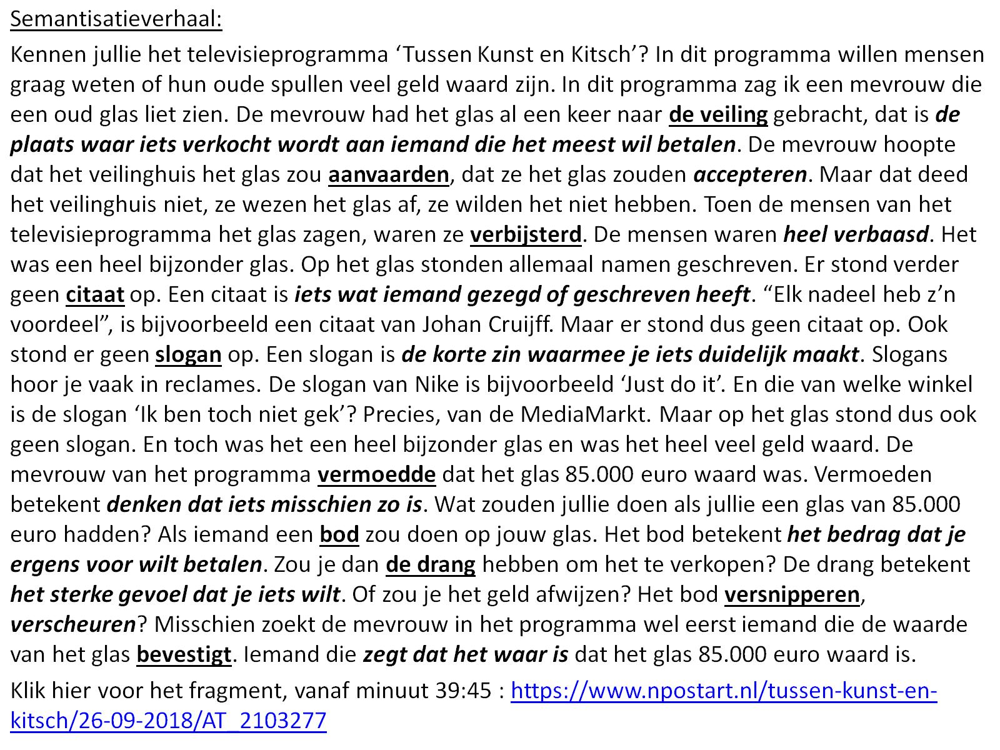 Semantisatieverhaal:
Kennen jullie het televisieprogramma ‘Tussen Kunst en Kitsch’? In dit programma willen mensen
graag weten of hun oude spullen veel geld waard zijn. In dit programma zag ik een mevrouw die
een oud glas liet zien. De mevrouw had het glas al een keer naar de veiling gebracht, dat is de
plaats waar iets verkocht wordt aan iemand die het meest wil betalen. De mevrouw hoopte
dat het veilinghuis het glas zou aanvaarden, dat ze het glas zouden accepteren. Maar dat deed
het veilinghuis niet, ze wezen het glas af, ze wilden het niet hebben. Toen de mensen van het
televisieprogramma het glas zagen, waren ze verbijsterd. De mensen waren heel verbaasd. Het
was een heel bijzonder glas. Op het glas stonden allemaal namen geschreven. Er stond verder
geen citaat op. Een citaat is iets wat iemand gezegd of geschreven heeft. “Elk nadeel heb z’n
voordeel”, is bijvoorbeeld een citaat van Johan Cruijff. Maar er stond dus geen citaat op. Ook
stond er geen slogan op. Een slogan is de korte zin waarmee je iets duidelijk maakt. Slogans
hoor je vaak in reclames. De slogan van Nike is bijvoorbeeld ‘Just do it’. En die van welke winkel
is de slogan ‘Ik ben toch niet gek’? Precies, van de MediaMarkt. Maar op het glas stond dus ook
geen slogan. En toch was het een heel bijzonder glas en was het heel veel geld waard. De
mevrouw van het programma vermoedde dat het glas 85.000 euro waard was. Vermoeden
betekent denken dat iets misschien zo is. Wat zouden jullie doen als jullie een glas van 85.000
euro hadden? Als iemand een bod zou doen op jouw glas. Het bod betekent het bedrag dat je
ergens voor wilt betalen. Zou je dan de drang hebben om het te verkopen? De drang betekent
het sterke gevoel dat je iets wilt. Of zou je het geld afwijzen? Het bod versnipperen,
verscheuren? Misschien zoekt de mevrouw in het programma wel eerst iemand die de waarde
van het glas bevestigt. Iemand die zegt dat het waar is dat het glas 85.000 euro waard is.
Klik hier voor het fragment, vanaf minuut 39:45 : https://www.npostart.nl/tussen-kunst-en-
kitsch/26-09-2018/AT_2103277